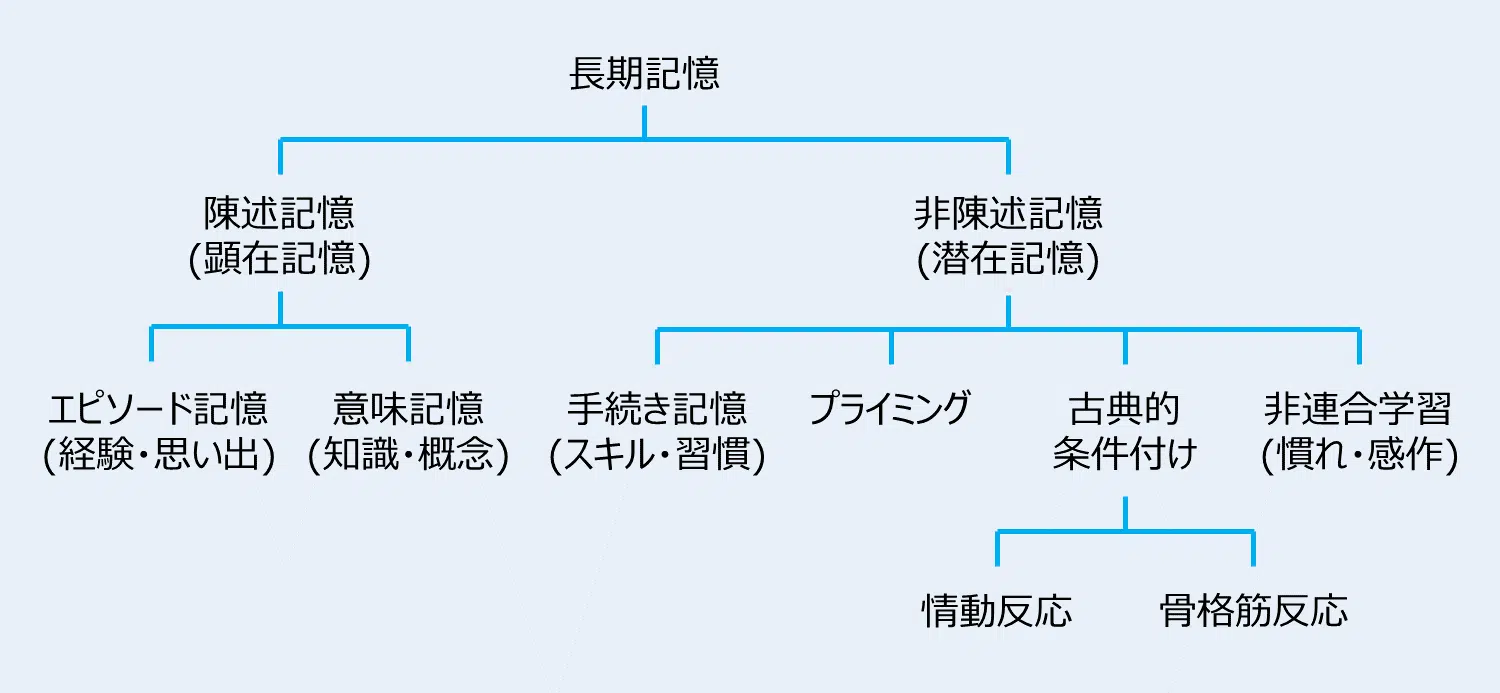 長期記憶
陳述記憶
(顕在記憶)
非陳述記憶
(潜在記憶)
エピソード記憶
(経験・思い出)
意味記憶
(知識・概念)
手続き記憶
(スキル・習慣)
プライミング
古典的
条件付け
非連合学習
(慣れ・感作)
情動反応
骨格筋反応